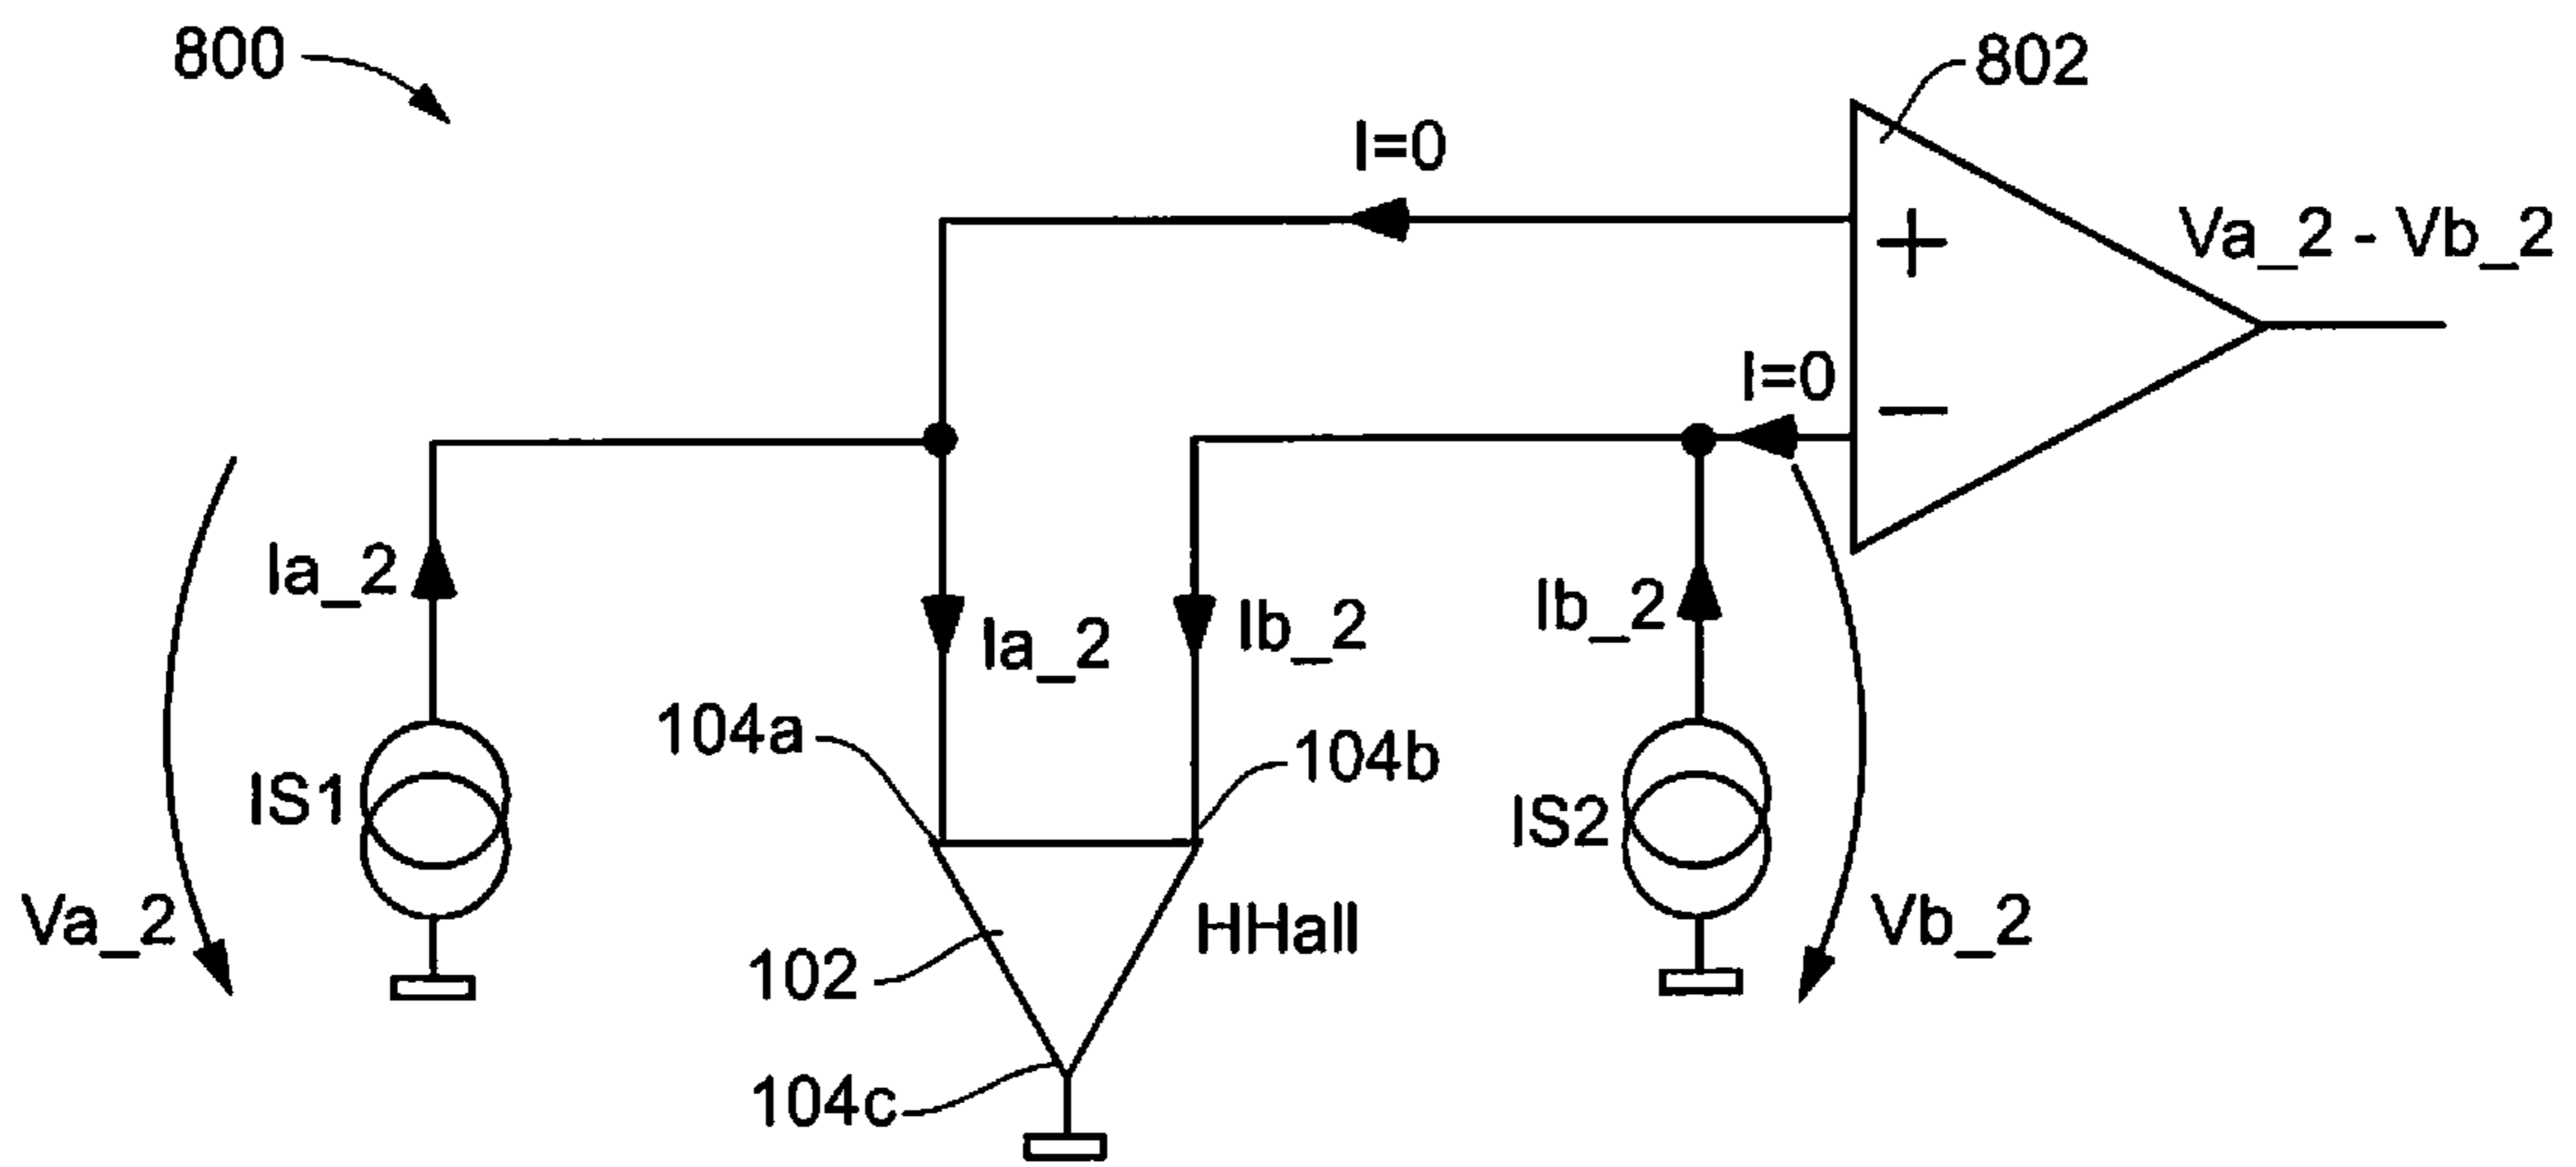 800
802
I=0
+
Va_2 - Vb_2
I=0
−
Ia_2
Ia_2
Ib_2
Ib_2
104a
104b
IS1
IS2
Va_2
HHall
Vb_2
102
104c